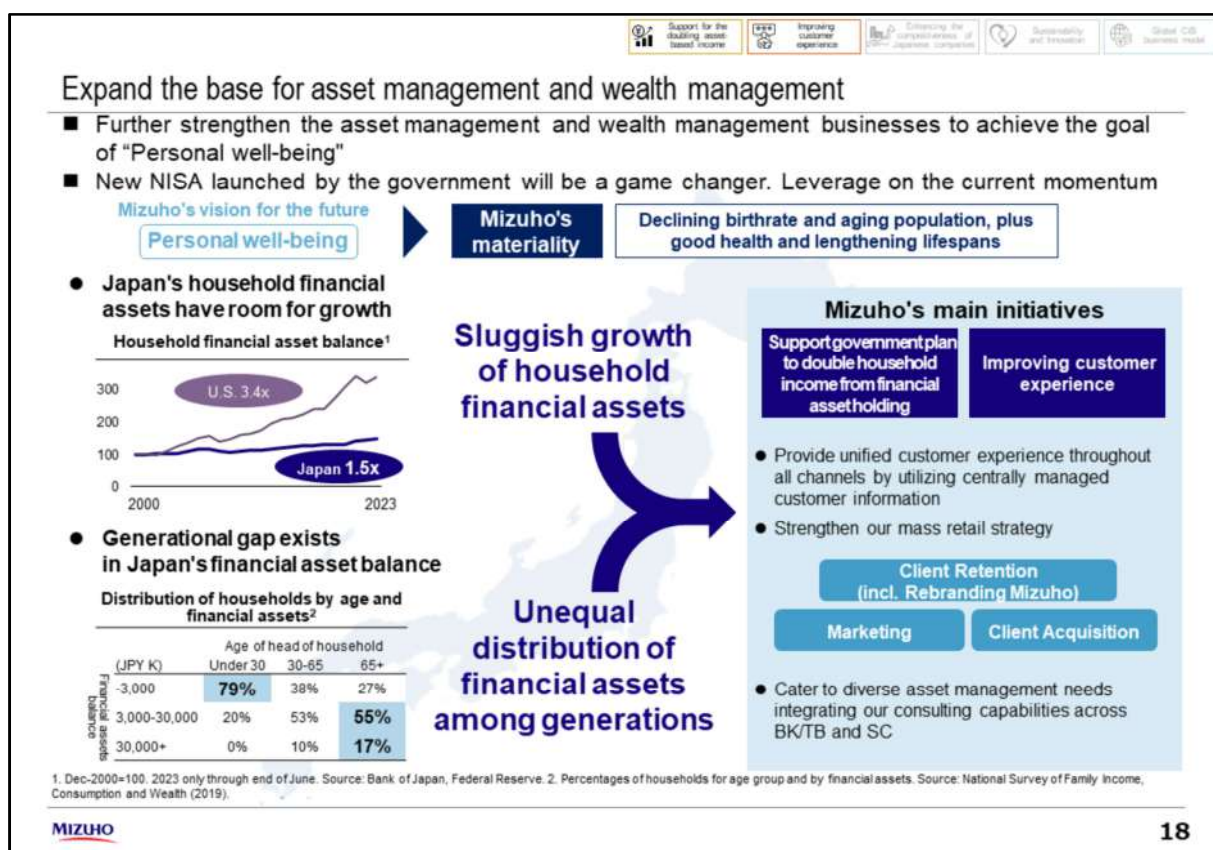 Support for the
doubling asset-
based income
Improving
customer
experience
Enhancing the
competitiveness of
Japanese companies
Sustainability
and Innovation
Global CIB
business model
Expand the base for asset management and wealth management
■ Further strengthen the asset management and wealth management businesses to achieve the goal
of “Personal well-being"
■ New NISA launched by the government will be a game changer. Leverage on the current momentum
Mizuho's vision for the future
Personal well-being
Mizuho's
materiality
Declining birthrate and aging population, plus
good health and lengthening lifespans
● Japan's household financial
assets have room for growth
Household financial asset balance1
300
200
100
0
U.S. 3.4x
Japan 1.5x
2000 2023
● Generational gap exists
in Japan's financial asset balance
Distribution of households by age and
financial assets2
Age of head of household
(JPY K) Under 30 30-65 65+
Financial assets
balance
-3,000 79% 38% 27%
3,000-30,000 20% 53% 55%
30,000+ 0% 10% 17%
Sluggish growth
of household
financial assets
Unequal
distribution of
financial assets
among generations
Mizuho's main initiatives
Support government plan
to double household
income from financial
asset holding
Improving customer
experience
● Provide unified customer experience throughout
all channels by utilizing centrally managed
customer information
● Strengthen our mass retail strategy
Client Retention
(incl. Rebranding Mizuho)
Marketing
Client Acquisition
● Cater to diverse asset management needs
integrating our consulting capabilities across
BK/TB and SC
1. Dec-2000=100. 2023 only through end of June. Source: Bank of Japan, Federal Reserve. 2. Percentages of households for age group and by financial assets. Source: National Survey of Family Income,
Consumption and Wealth (2019).
MIZUHO
18